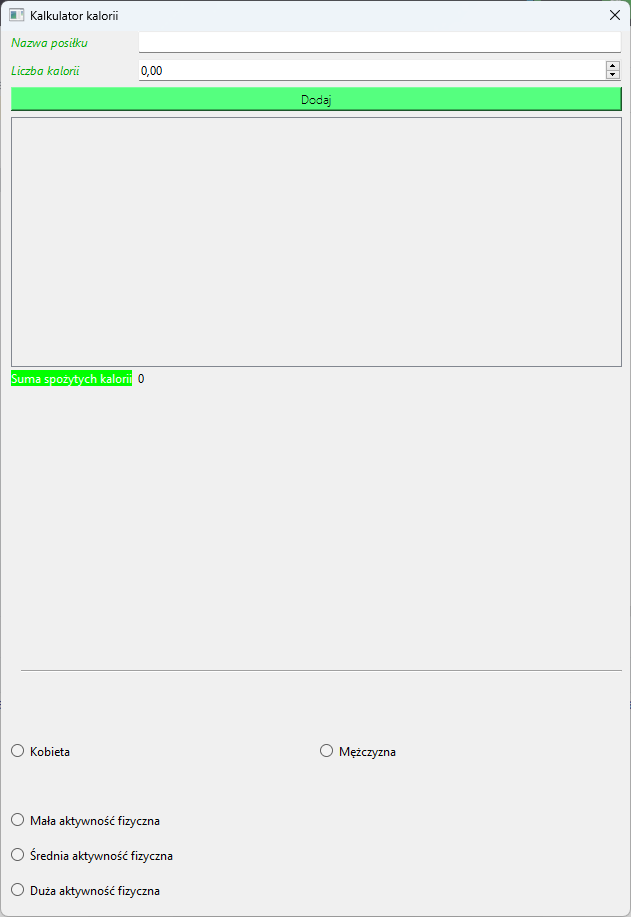 Kalkulator kalorii
Nazwa posiłku
Liczba kalorii 0,00
Dodaj
Suma spożytych kalorii 0
Kobieta Mężczyzna
Mała aktywność fizyczna
Średnia aktywność fizyczna
Duża aktywność fizyczna